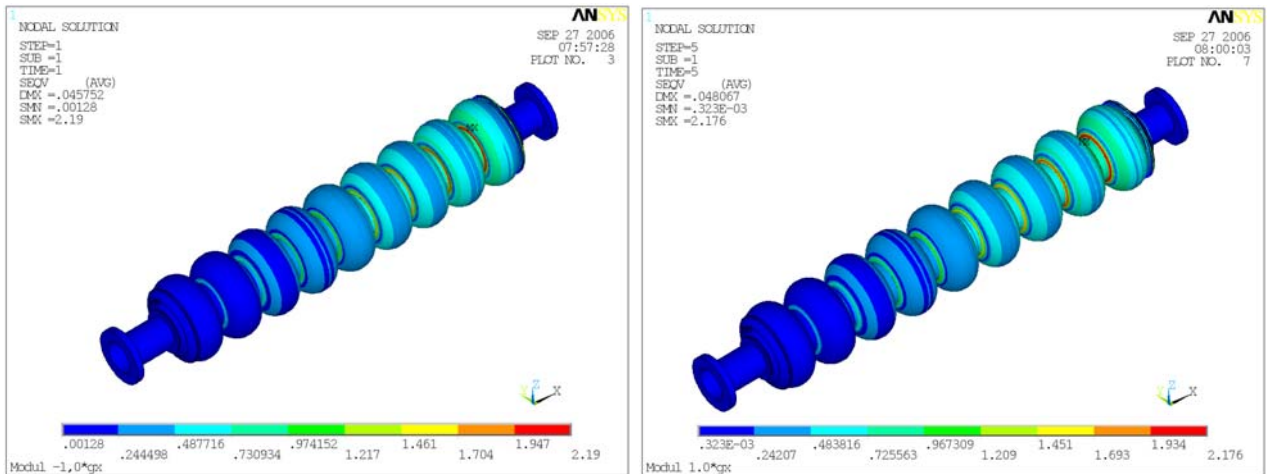 1
NODAL SOLUTION
STEP=1
SUB =1
TIME=1
SEQV (AVG)
DMX =.045752
SMN =.00128
SMX =2.19
ANSYS
SEP 27 2006
07:57:28
PLOT NO. 3
MX
Z
Y
X
.00128
.244498
.487716
.730934
.974152
1.217
1.461
1.704
1.947
2.19
Modul -1,0*gx
1
NODAL SOLUTION
STEP=5
SUB =1
TIME=5
SEQV (AVG)
DMX =.048067
SMN =.323E-03
SMX =2.176
ANSYS
SEP 27 2006
08:00:03
PLOT NO. 7
MX
Z
Y
X
.323E-03
.24207
.483816
.725563
.967309
1.209
1.451
1.693
1.934
2.176
Modul 1.0*gx